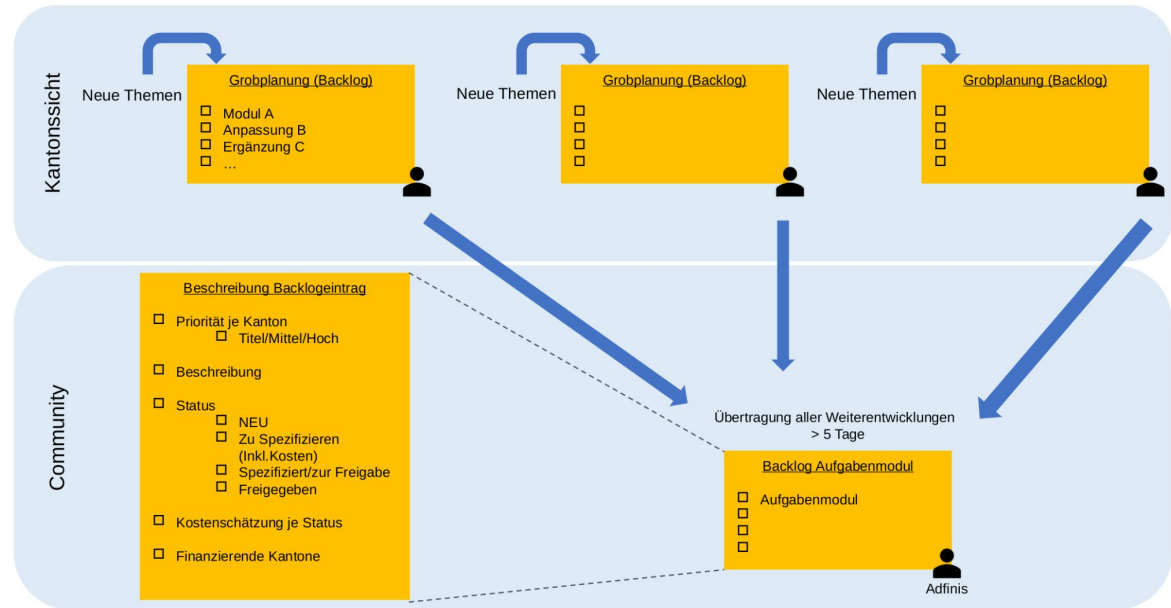 Kantonssicht
Neue Themen
Grobplanung (Backlog)
Modul A
Anpassung B
Ergänzung C
…
Neue Themen
Grobplanung (Backlog)
Neue Themen
Grobplanung (Backlog)
Community
Beschreibung Backlogeintrag
Priorität je Kanton
Titel/Mittel/Hoch
Beschreibung
Status
NEU
Zu Spezifizieren
(Inkl.Kosten)
Spezifiziert/zur Freigabe
Freigegeben
Kostenschätzung je Status
Finanzierende Kantone
Übertragung aller Weiterentwicklungen
> 5 Tage
Backlog Aufgabenmodul
Aufgabenmodul
Adfinis